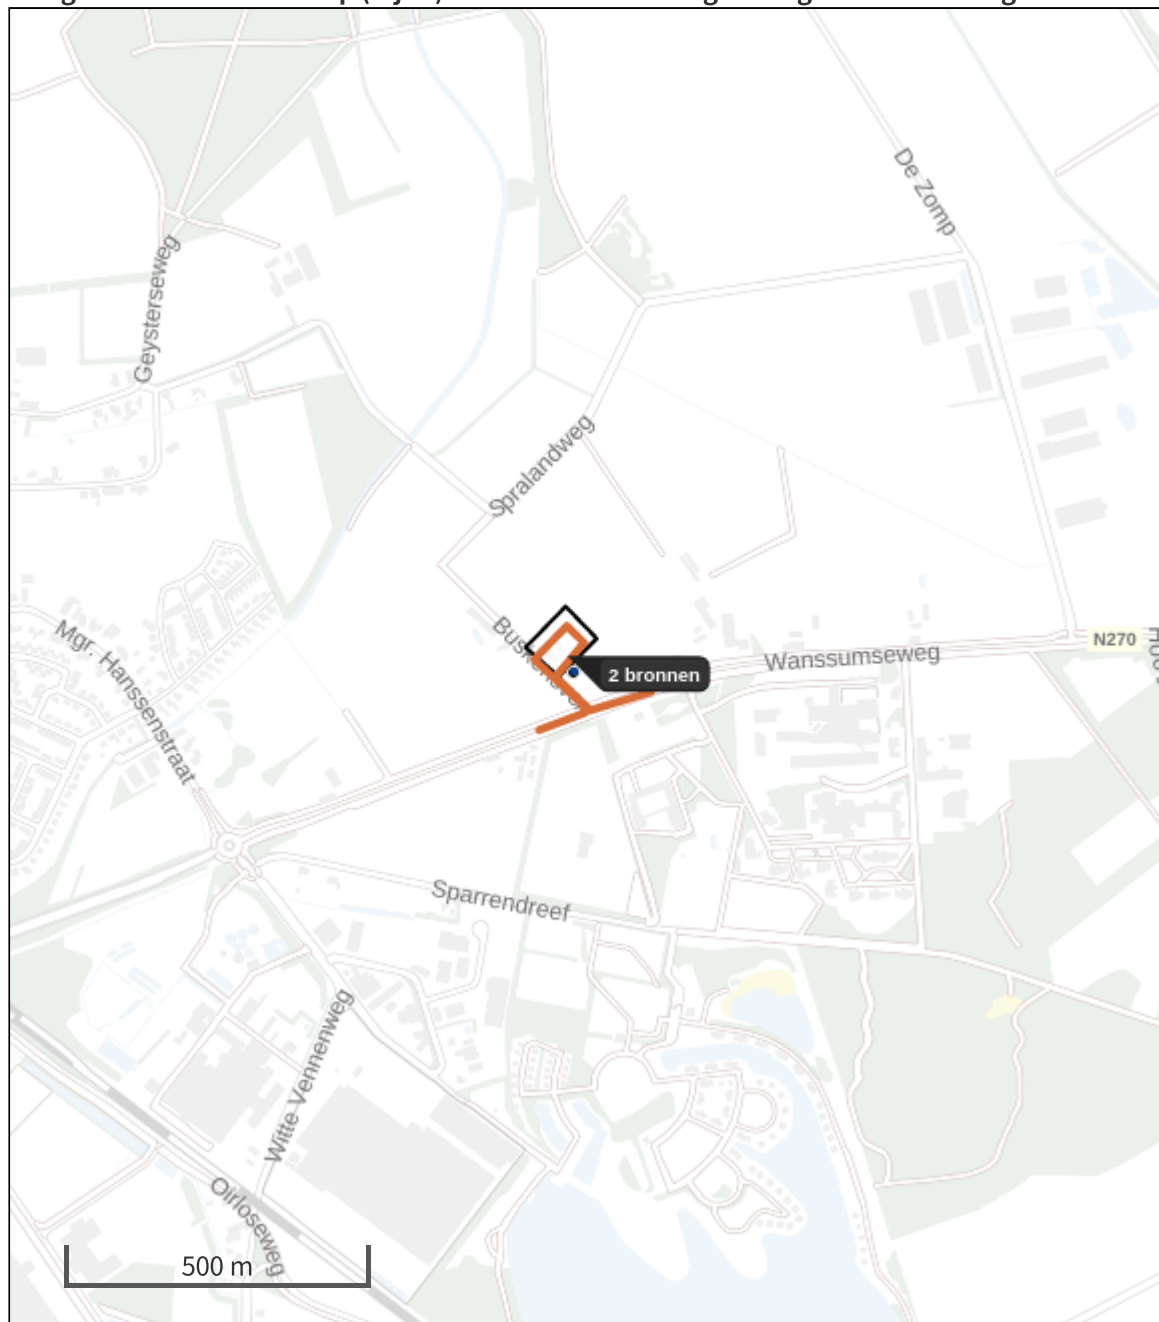 De Zomp
Geysterseweg
Spralandweg
Mgr. Hanssenstraat
2 bronnen
Wanssumseweg
N270
Sparrendreef
Witte Vennenweg
Oirloseweg
500 m